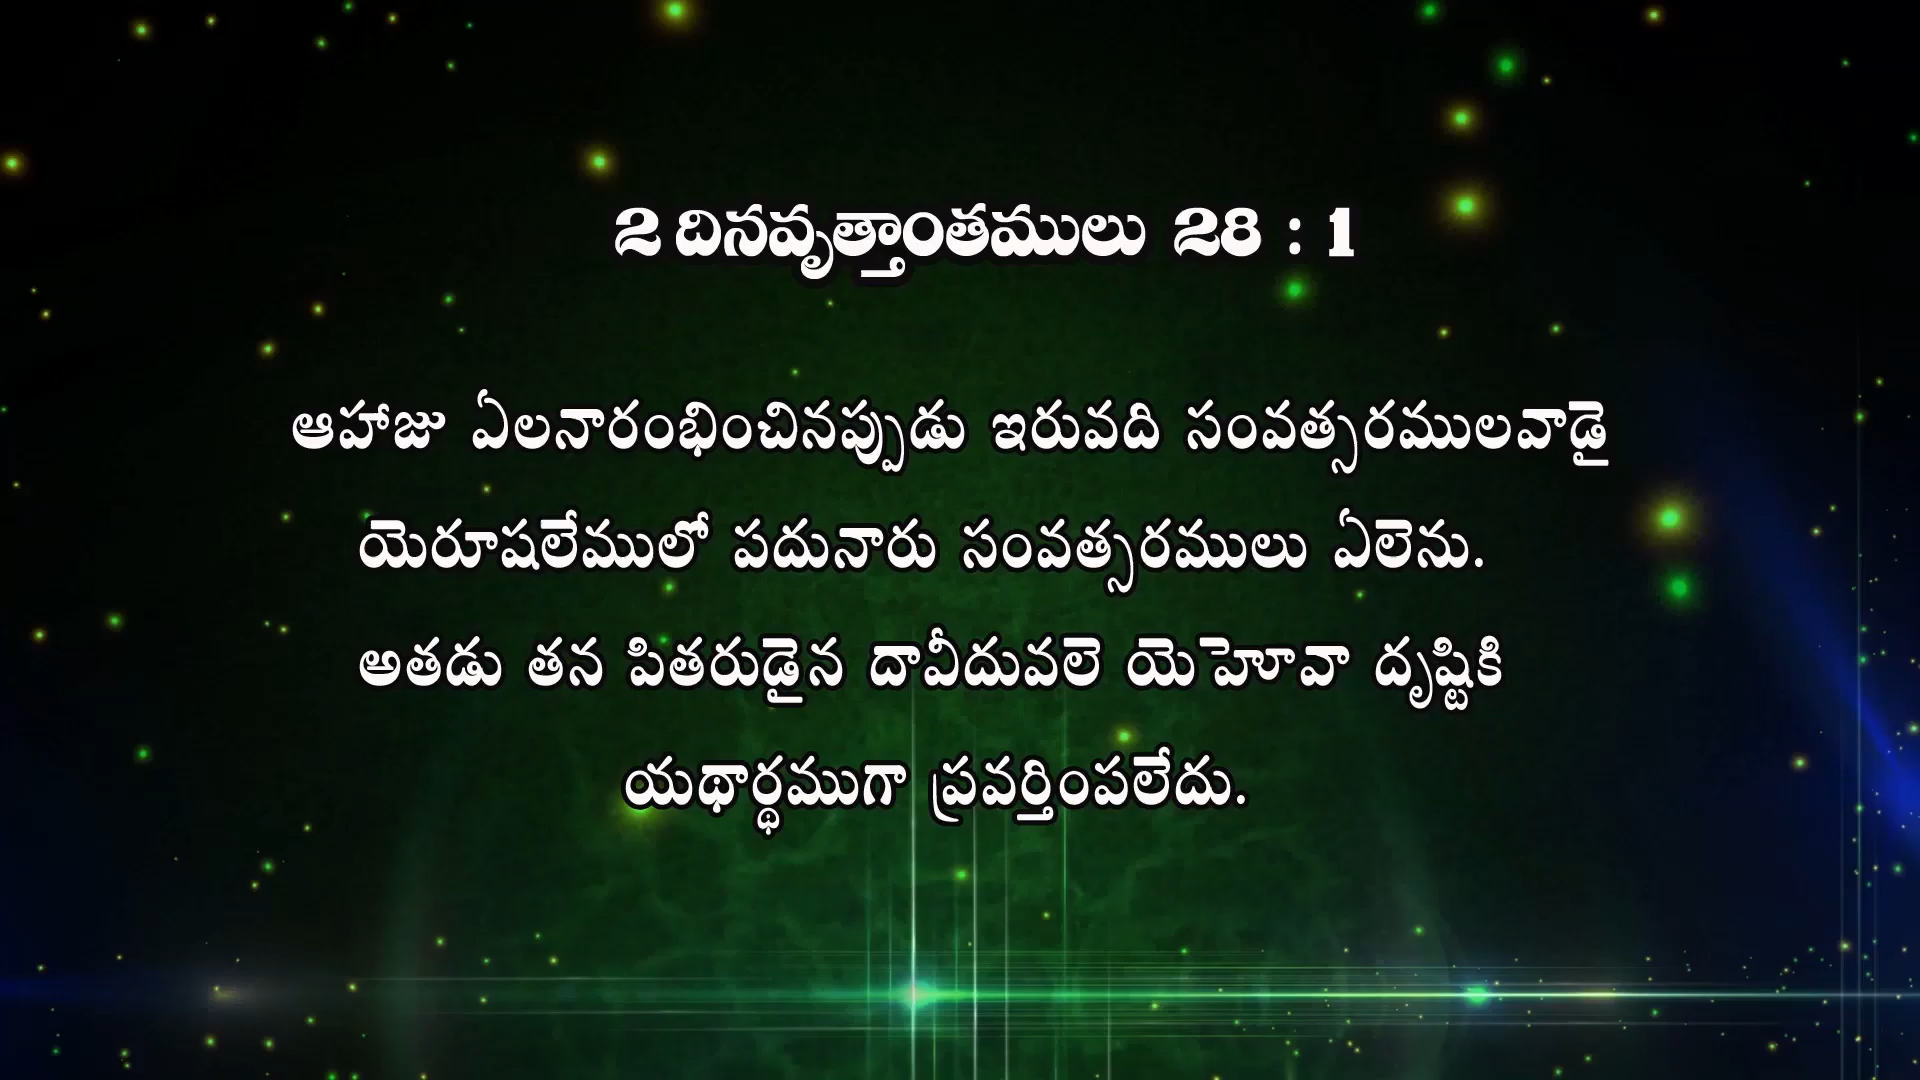 2 దినవృత్తాంతములు 28 : 1
ఆహాజు ఏలనారంభించినప్పుడు ఇరువది సంవత్సరములవాడై
యెరూషలేములో పదునారు సంవత్సరములు ఏలెను.
అతడు తన పితరుడైన దావీదువలె యెహెూవా దృష్టికి
యథార్థముగా ప్రవర్తింపలేదు.